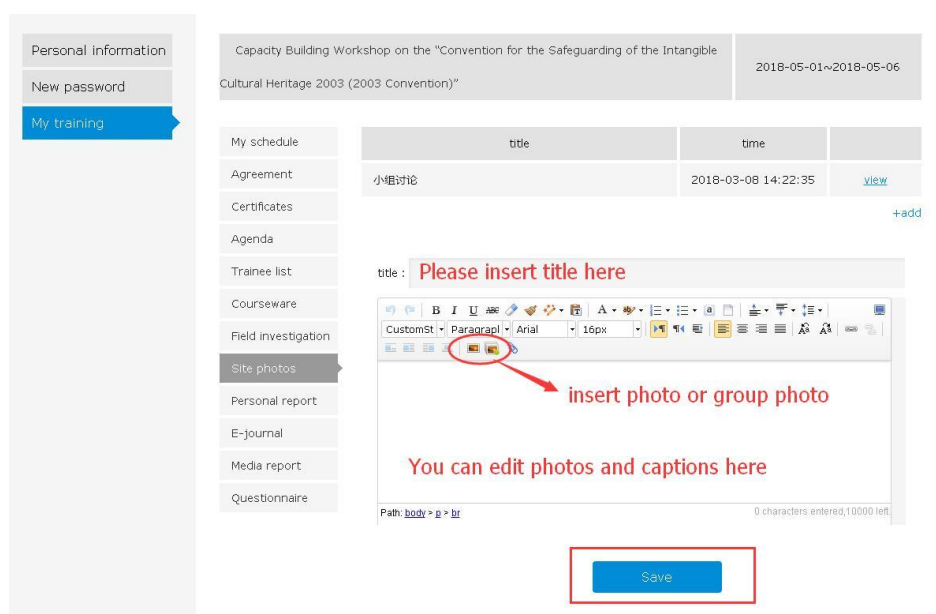 Personal information
New password
My training
Capacity Building Workshop on the "Convention for the Safeguarding of the Intangible
Cultural Heritage 2003 (2003 Convention)"
2018-05-01~2018-05-06
My schedule
Agreement
Certificates
Agenda
Trainee list
Courseware
Field investigation
Site photos
Personal report
E-journal
Media report
Questionnaire
title time
小组讨论 2018-03-08 14:22:35 view
+add
title : Please insert title here
B I U ABC A a
CustomSt Paragrapl Arial 16px
insert photo or group photo
You can edit photos and captions here
Path: body > p > br 0 characters entered,10000 left.
Save